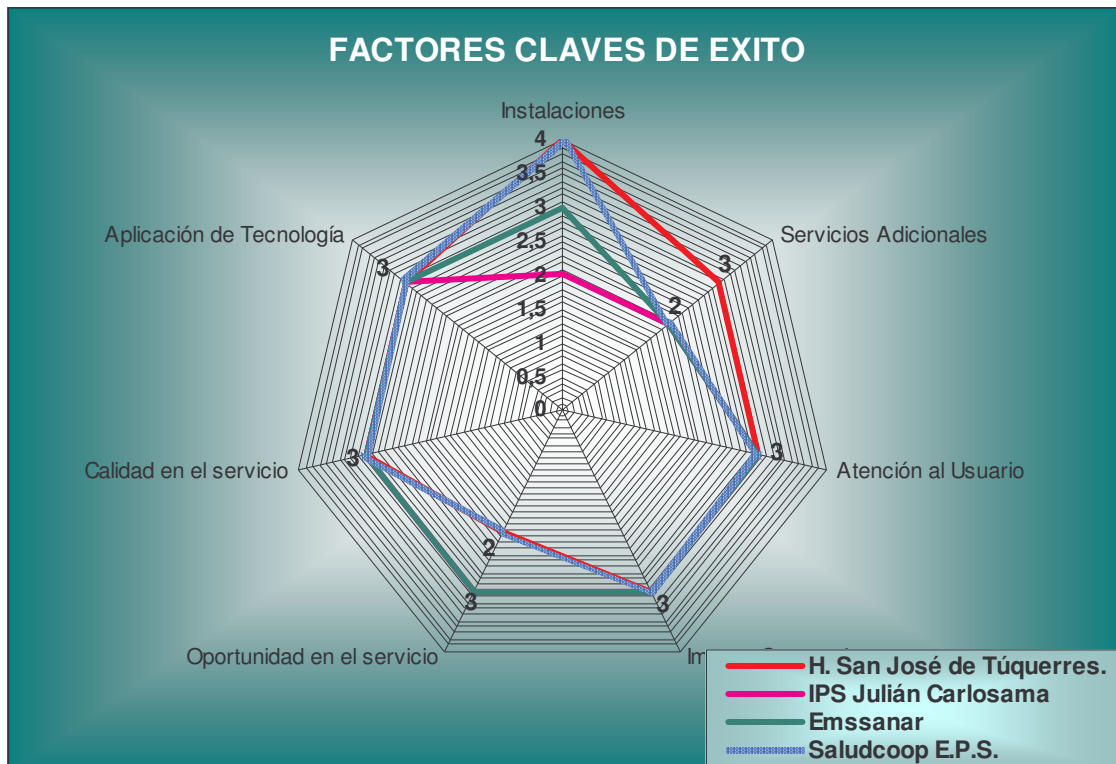 FACTORES CLAVES DE EXITO
Instalaciones
4
3,5
3
2,5
2
1,5
1
0,5
0
Servicios Adicionales
3
2
Atención al Usuario
3
3
Oportunidad en el servicio
2
3
Calidad en el servicio
3
Aplicación de Tecnología
3
H. San José de Túquerres.
IPS Julián Carlosama
Emssanar
Saludcoop E.P.S.